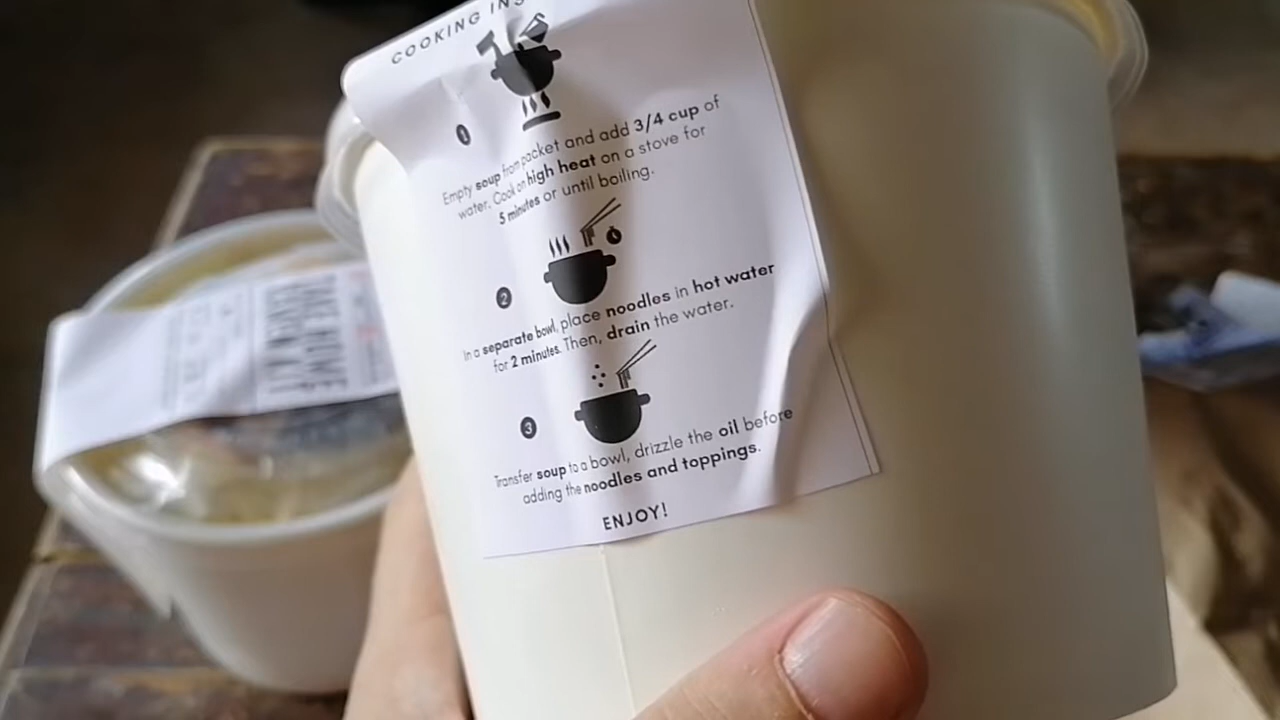 COOKING INS
1
Empty soup from packet and add 3/4 cup of
water. Cook on high heat on a stove for
5 minutes or until boiling.
2
In a separate bowl, place noodles in hot water
for 2 minutes. Then, drain the water.
3
Transfer soup to a bowl, drizzle the oil before
adding the noodles and toppings.
ENJOY!
TAKE HOME
RAMEN KIT